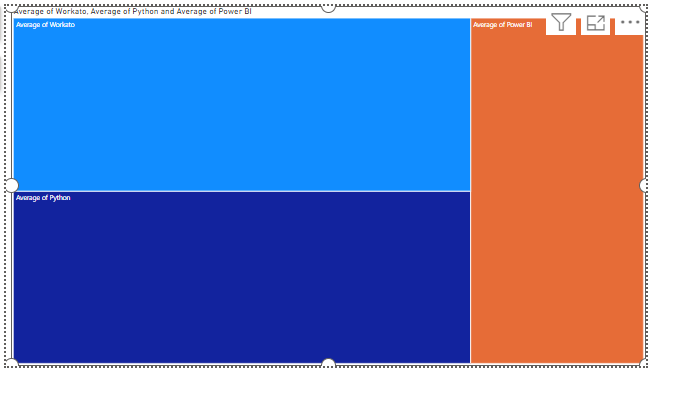 Average of Workato, Average of Python and Average of Power BI
Average of Workato
Average of Power BI
Average of Python